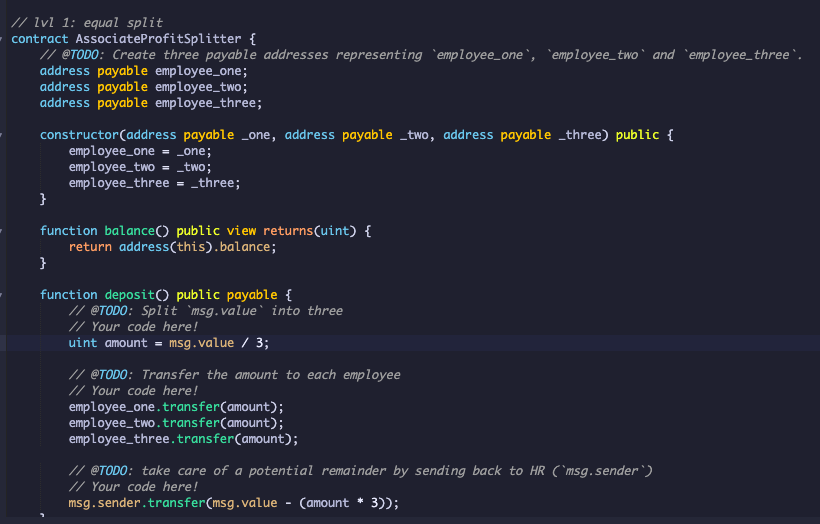 // lvl 1: equal split
contract AssociateProfitSplitter {
    // @TODO: Create three payable addresses representing `employee_one`, `employee_two` and `employee_three`.
    address payable employee_one;
    address payable employee_two;
    address payable employee_three;

    constructor(address payable _one, address payable _two, address payable _three) public {
        employee_one = _one;
        employee_two = _two;
        employee_three = _three;
    }

    function balance() public view returns(uint) {
        return address(this).balance;
    }

    function deposit() public payable {
        // @TODO: Split `msg.value` into three
        // Your code here!
        uint amount = msg.value / 3;

        // @TODO: Transfer the amount to each employee
        // Your code here!
        employee_one.transfer(amount);
        employee_two.transfer(amount);
        employee_three.transfer(amount);

        // @TODO: take care of a potential remainder by sending back to HR (`msg.sender`)
        // Your code here!
        msg.sender.transfer(msg.value - (amount * 3));
    }